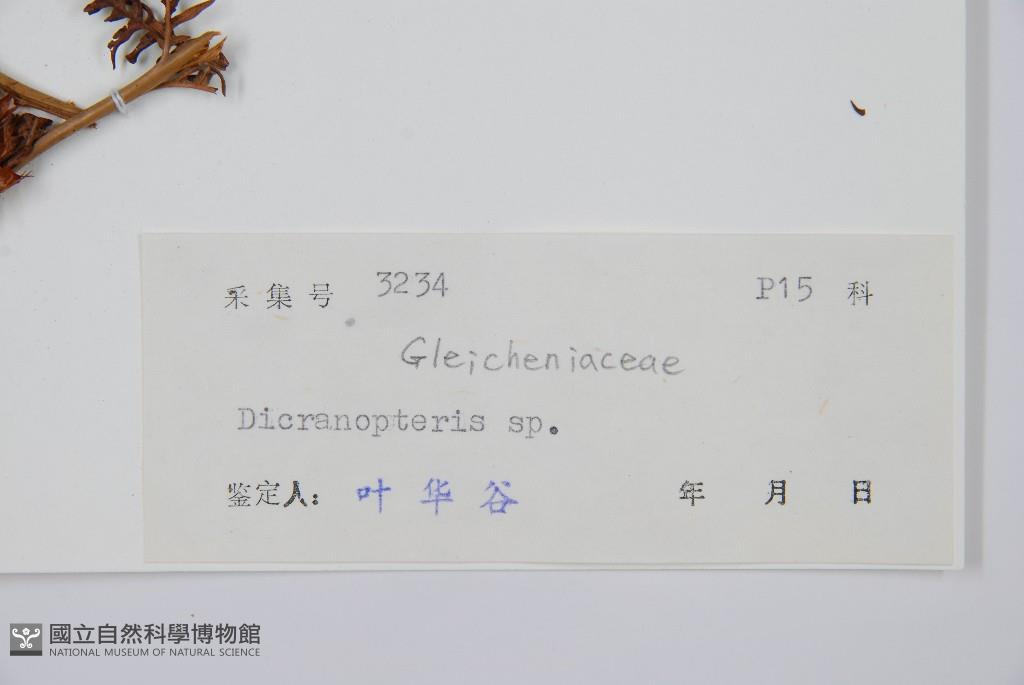 采集号 3234 P15 科
Gleicheniaceae
Dicranopteris sp.
鉴定人: 叶华谷 年 月 日
國立自然科學博物館
NATIONAL MUSEUM OF NATURAL SCIENCE